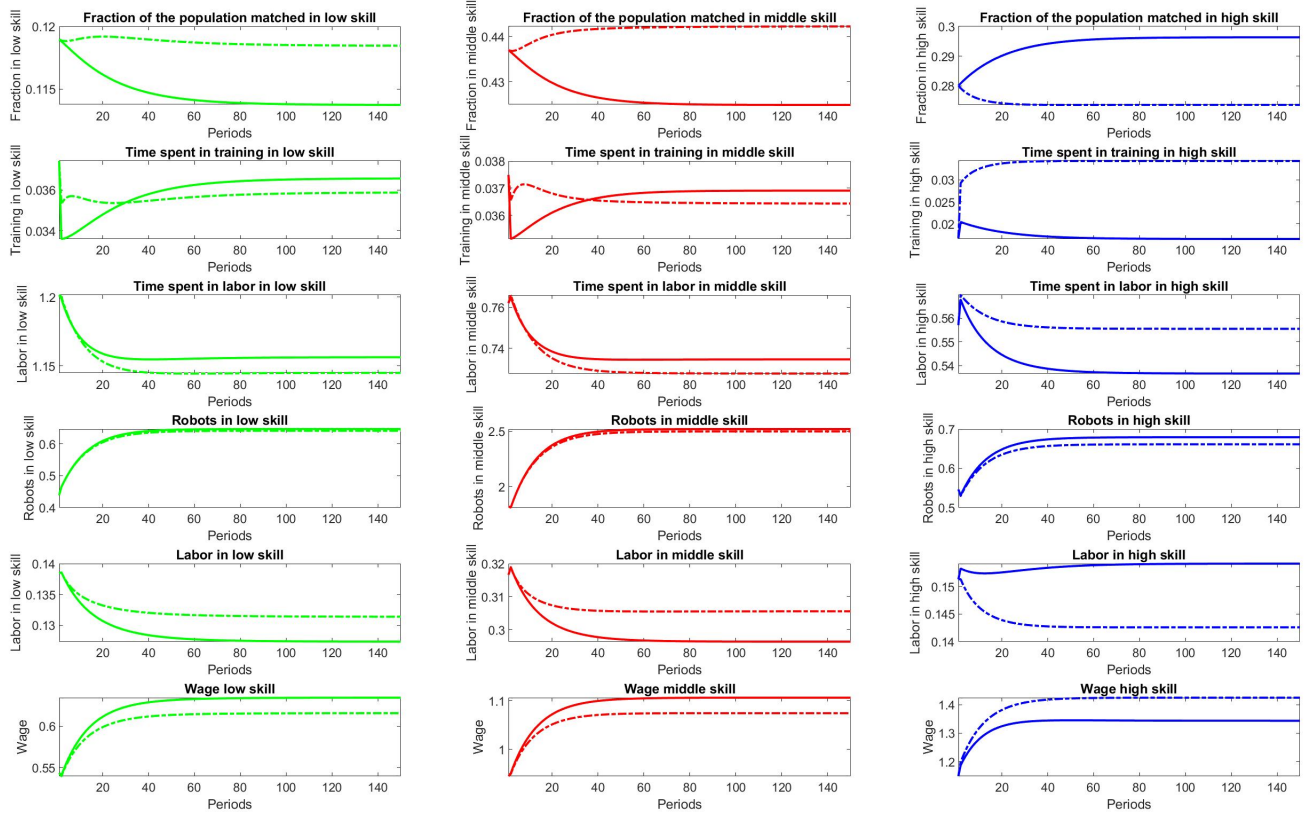 Fraction of the population matched in low skill
Fraction in low skill
0.12
0.115
20 40 60 80 100 120 140
Periods
Fraction of the population matched in middle skill
Fraction in middle skill
0.44
0.43
20 40 60 80 100 120 140
Periods
Fraction of the population matched in high skill
Fraction in high skill
0.3
0.29
0.28
20 40 60 80 100 120 140
Periods
Time spent in training in low skill
Training in low skill
0.036
0.034
20 40 60 80 100 120 140
Periods
Time spent in training in middle skill
Training in middle skill
0.038
0.037
0.036
20 40 60 80 100 120 140
Periods
Time spent in training in high skill
Training in high skill
0.03
0.025
0.02
20 40 60 80 100 120 140
Periods
Time spent in labor in low skill
Labor in low skill
1.2
1.15
20 40 60 80 100 120 140
Periods
Time spent in labor in middle skill
Labor in middle skill
0.76
0.74
20 40 60 80 100 120 140
Periods
Time spent in labor in high skill
Labor in high skill
0.56
0.54
20 40 60 80 100 120 140
Periods
Robots in low skill
Robots in low skill
0.6
0.5
0.4
20 40 60 80 100 120 140
Periods
Robots in middle skill
Robots in middle skill
2.5
2
20 40 60 80 100 120 140
Periods
Robots in high skill
Robots in high skill
0.7
0.6
0.5
20 40 60 80 100 120 140
Periods
Labor in low skill
Labor in low skill
0.14
0.135
0.13
20 40 60 80 100 120 140
Periods
Labor in middle skill
Labor in middle skill
0.32
0.31
0.3
20 40 60 80 100 120 140
Periods
Labor in high skill
Labor in high skill
0.15
0.145
0.14
20 40 60 80 100 120 140
Periods
Wage low skill
Wage
0.6
0.55
20 40 60 80 100 120 140
Periods
Wage middle skill
Wage
1.1
1
20 40 60 80 100 120 140
Periods
Wage high skill
Wage
1.4
1.3
1.2
20 40 60 80 100 120 140
Periods